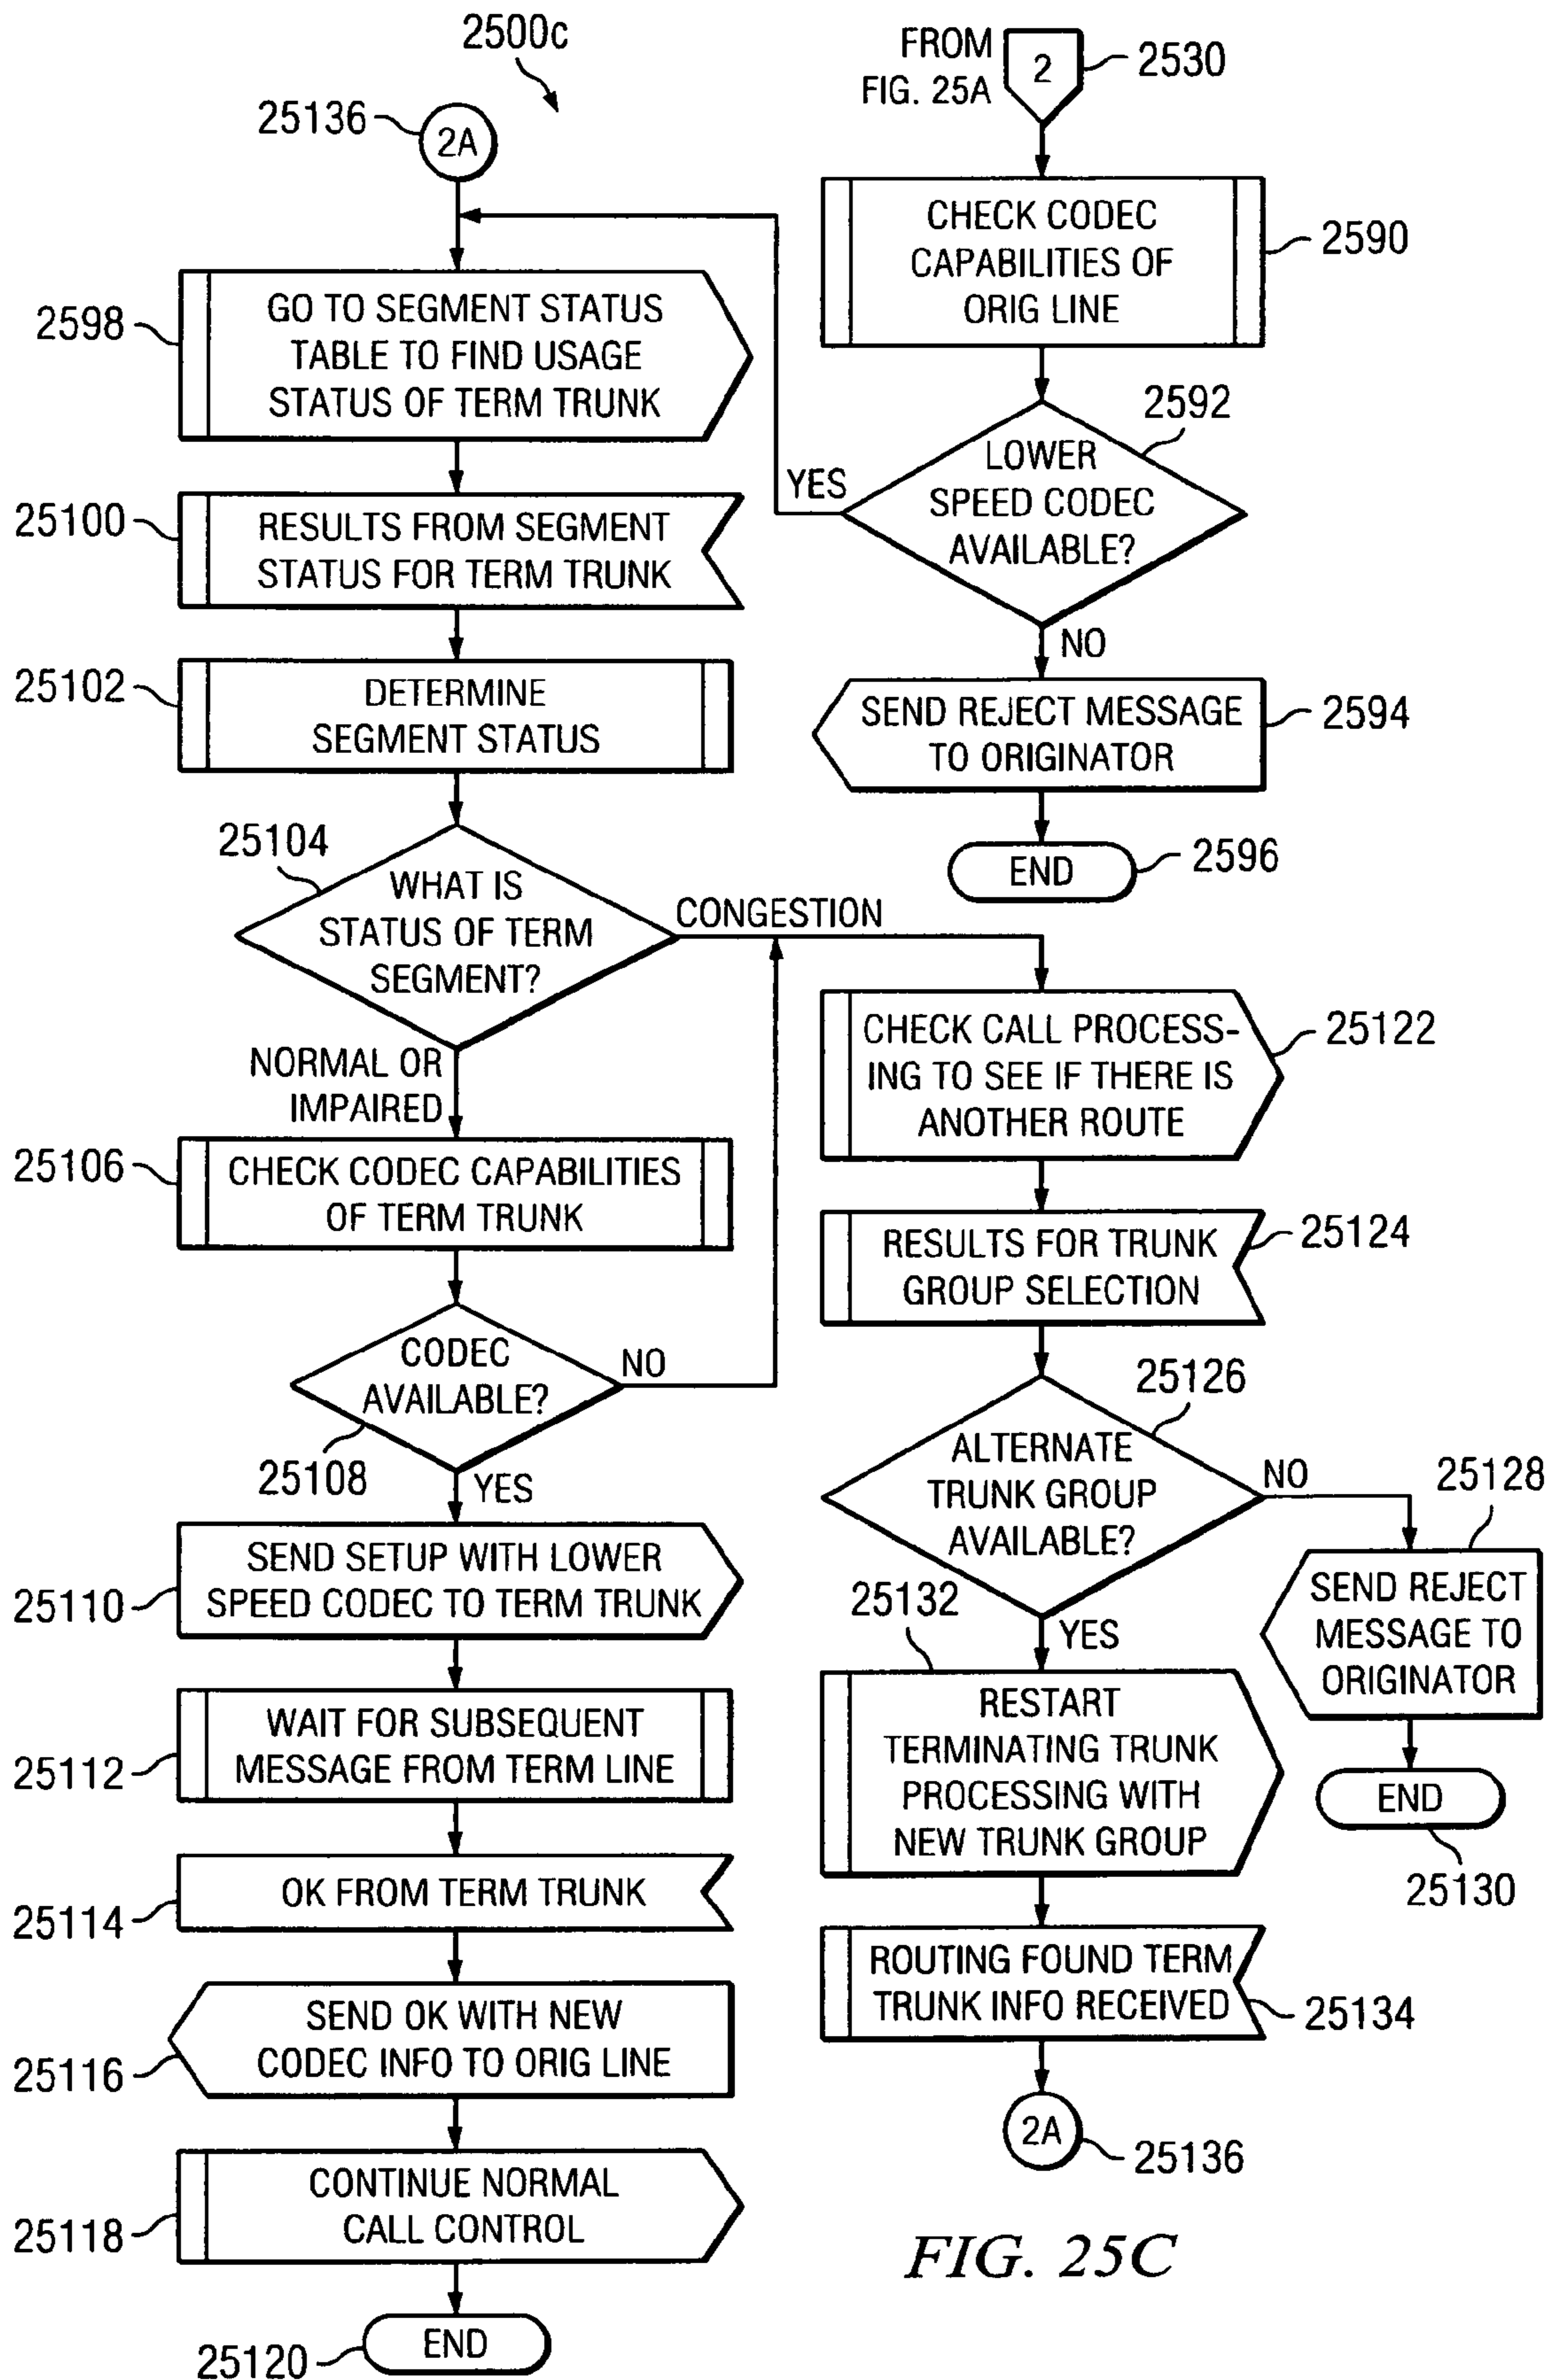 2500c
FROM
FIG. 25A
2
2530
25136
2A
CHECK CODEC
CAPABILITIES OF
ORIG LINE
2590
2598
GO TO SEGMENT STATUS
TABLE TO FIND USAGE
STATUS OF TERM TRUNK
2592
LOWER
SPEED CODEC
AVAILABLE?
YES
NO
25100
RESULTS FROM SEGMENT
STATUS FOR TERM TRUNK
25102
DETERMINE
SEGMENT STATUS
SEND REJECT MESSAGE
TO ORIGINATOR
2594
END
2596
25104
WHAT IS
STATUS OF TERM
SEGMENT?
CONGESTION
NORMAL OR
IMPAIRED
CHECK CALL PROCESS-
ING TO SEE IF THERE IS
ANOTHER ROUTE
25122
25106
CHECK CODEC CAPABILITIES
OF TERM TRUNK
RESULTS FOR TRUNK
GROUP SELECTION
25124
CODEC
AVAILABLE?
NO
25108
YES
25126
ALTERNATE
TRUNK GROUP
AVAILABLE?
NO
25128
YES
SEND REJECT
MESSAGE TO
ORIGINATOR
END
25130
25110
SEND SETUP WITH LOWER
SPEED CODEC TO TERM TRUNK
25132
RESTART
TERMINATING TRUNK
PROCESSING WITH
NEW TRUNK GROUP
25112
WAIT FOR SUBSEQUENT
MESSAGE FROM TERM LINE
25114
OK FROM TERM TRUNK
ROUTING FOUND TERM
TRUNK INFO RECEIVED
25134
25116
SEND OK WITH NEW
CODEC INFO TO ORIG LINE
2A
25136
25118
CONTINUE NORMAL
CALL CONTROL
25120
END
FIG. 25C